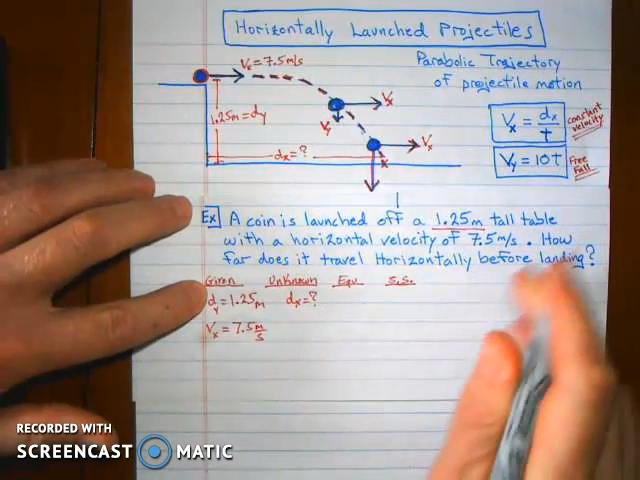 Horizontally Launched Projectiles
Vx = 7.5m/s
Parabolic Trajectory
of projectile motion
1.25m = dy
Vx
Vy
Vx
dx = ?
Vx = dx/t
constant velocity
Vy = 10t
Free Fall
Ex A coin is launched off a 1.25m tall table
with a horizontal velocity of 7.5m/s. How
far does it travel Horizontally before landing?
Given Unknown Equ S.S.
dy = 1.25m dx = ?
Vx = 7.5 m/s
RECORDED WITH
SCREENCAST MATIC